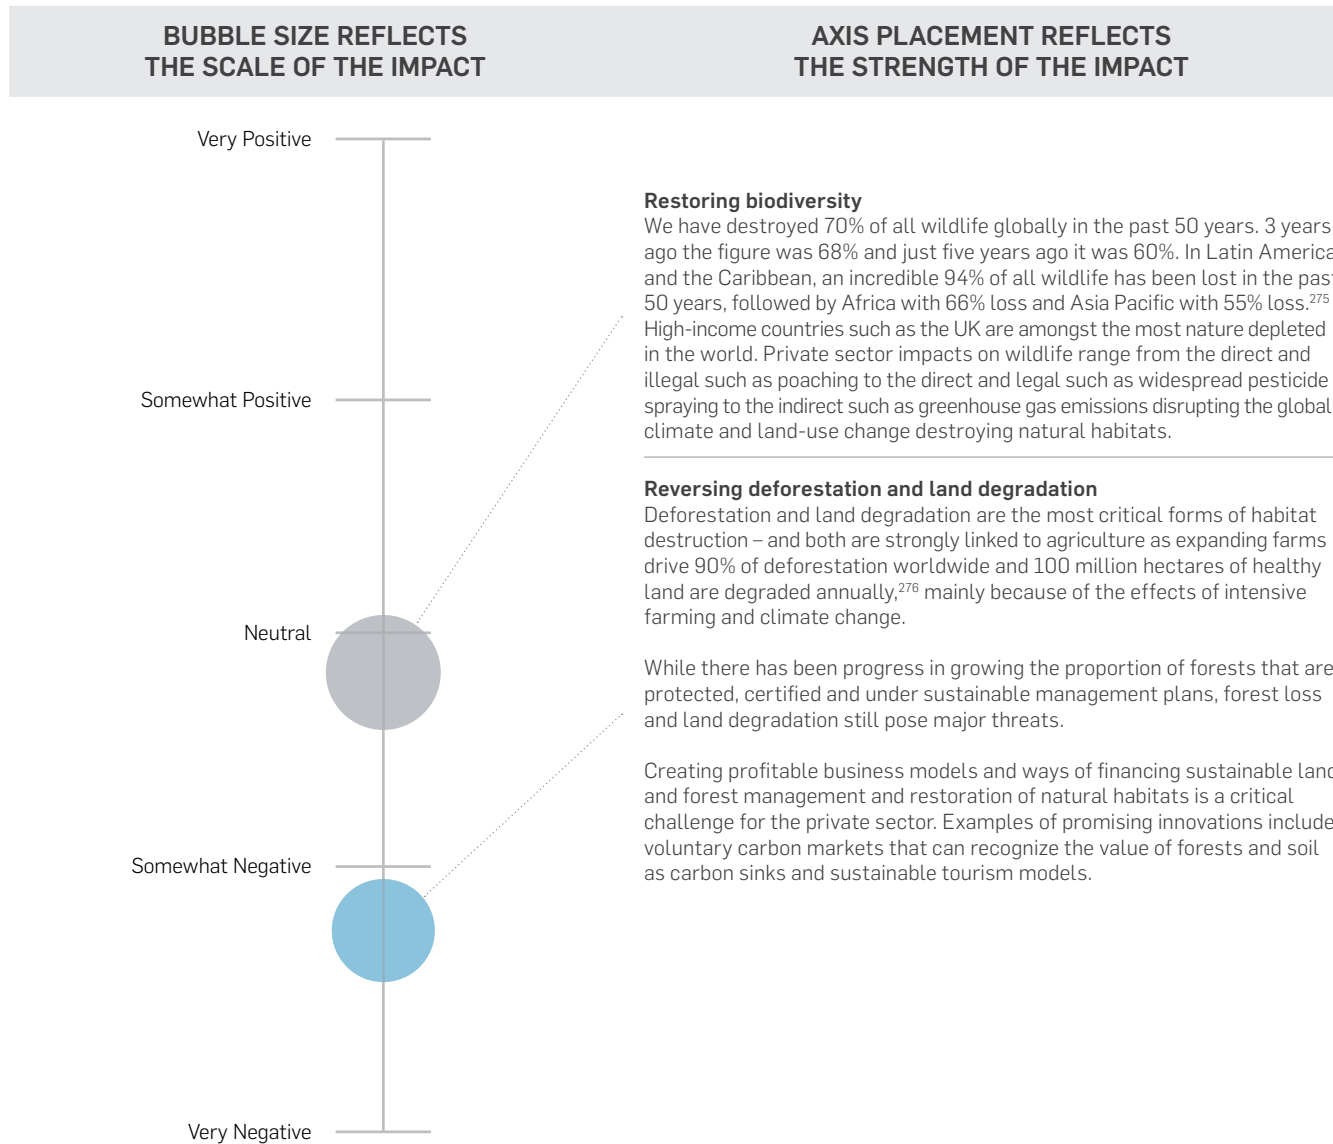 BUBBLE SIZE REFLECTS
THE SCALE OF THE IMPACT
AXIS PLACEMENT REFLECTS
THE STRENGTH OF THE IMPACT
Very Positive
Somewhat Positive
Neutral
Somewhat Negative
Very Negative
Restoring biodiversity
We have destroyed 70% of all wildlife globally in the past 50 years. 3 years
ago the figure was 68% and just five years ago it was 60%. In Latin America
and the Caribbean, an incredible 94% of all wildlife has been lost in the past
50 years, followed by Africa with 66% loss and Asia Pacific with 55% loss.275
High-income countries such as the UK are amongst the most nature depleted
in the world. Private sector impacts on wildlife range from the direct and
illegal such as poaching to the direct and legal such as widespread pesticide
spraying to the indirect such as greenhouse gas emissions disrupting the global
climate and land-use change destroying natural habitats.
Reversing deforestation and land degradation
Deforestation and land degradation are the most critical forms of habitat
destruction – and both are strongly linked to agriculture as expanding farms
drive 90% of deforestation worldwide and 100 million hectares of healthy
land are degraded annually,276 mainly because of the effects of intensive
farming and climate change.
While there has been progress in growing the proportion of forests that are
protected, certified and under sustainable management plans, forest loss
and land degradation still pose major threats.
Creating profitable business models and ways of financing sustainable land
and forest management and restoration of natural habitats is a critical
challenge for the private sector. Examples of promising innovations include
voluntary carbon markets that can recognize the value of forests and soil
as carbon sinks and sustainable tourism models.